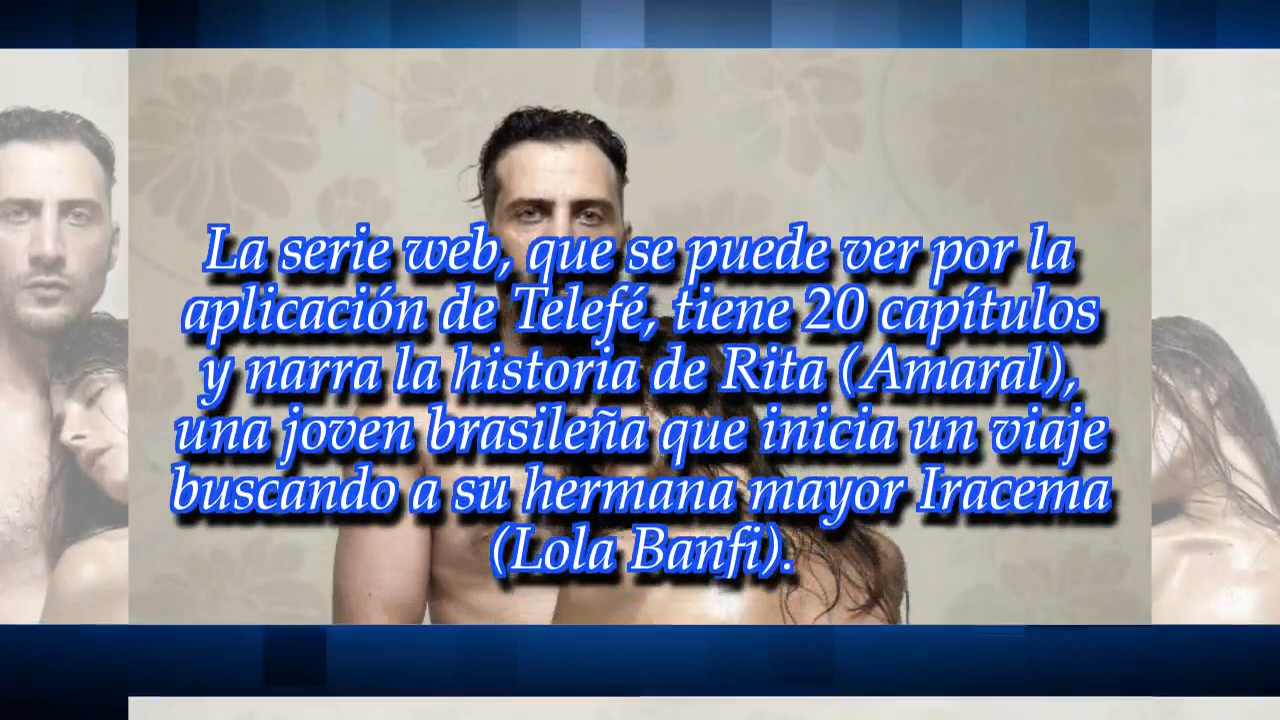 La serie web, que se puede ver por la
aplicación de Telefé, tiene 20 capítulos
y narra la historia de Rita (Amaral),
una joven brasileña que inicia un viaje
buscando a su hermana mayor Iracema
(Lola Banfi).